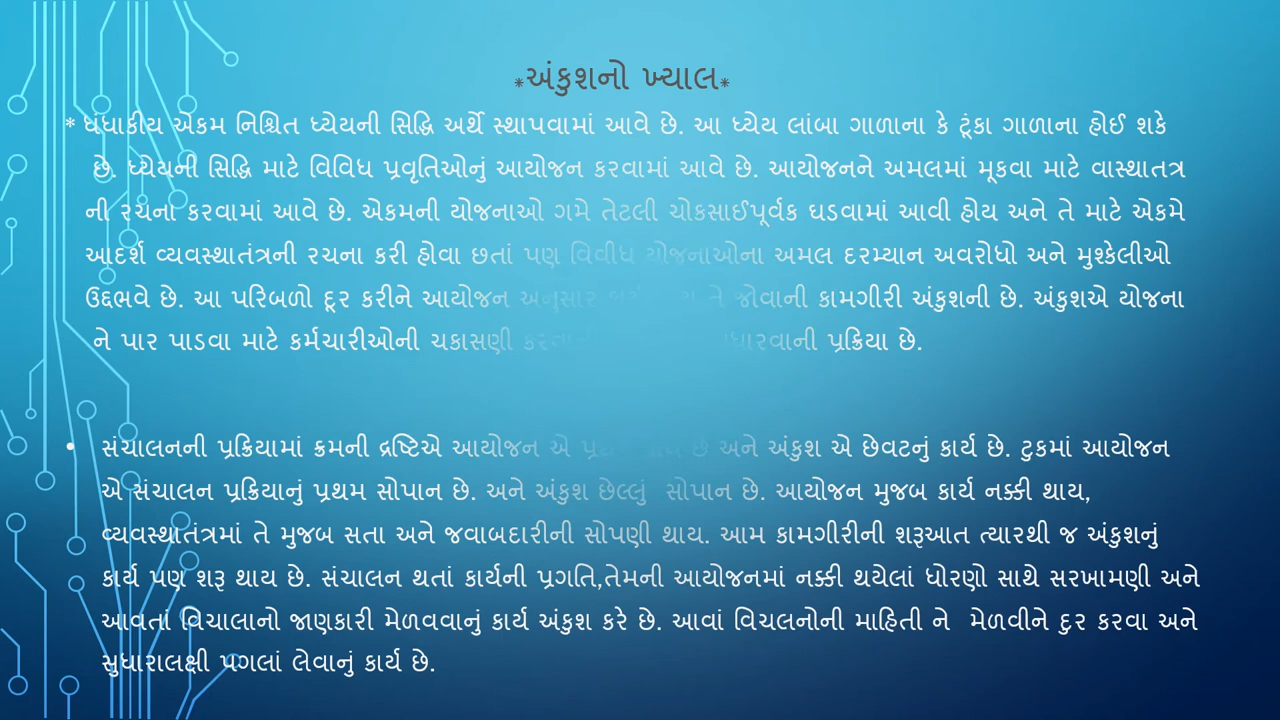 *અંકુશનો ખ્યાલ*
* ધંધાકીય એકમ નિશ્ચિત ધ્યેયની સિદ્ધિ અર્થે સ્થાપવામાં આવે છે. આ ધ્યેય લાંબા ગાળાના કે ટૂંકા ગાળાના હોઈ શકે
છે. ધ્યેયની સિદ્ધિ માટે વિવિધ પ્રવૃતિઓનું આયોજન કરવામાં આવે છે. આયોજનને અમલમાં મૂકવા માટે વાસ્થાતત્ર
ની રચના કરવામાં આવે છે. એકમની યોજનાઓ ગમે તેટલી ચોકસાઈપૂર્વક ઘડવામાં આવી હોય અને તે માટે એકમે
આદર્શ વ્યવસ્થાતંત્રની રચના કરી હોવા છતાં પણ વિવીધ યોજનાઓના અમલ દરમ્યાન અવરોધો અને મુશ્કેલીઓ
ઉદ્દભવે છે. આ પરિબળો દૂર કરીને આયોજન અનુસાર તે જોવાની કામગીરી અંકુશની છે. અંકુશએ યોજના
ને પાર પાડવા માટે કર્મચારીઓની ચકાસણી પ્રક્રિયા છે.
• સંચાલનની પ્રક્રિયામાં ક્રમની દ્રષ્ટિએ આયોજન એ છે અને અંકુશ એ છેવટનું કાર્ય છે. ટુકમાં આયોજન
એ સંચાલન પ્રક્રિયાનું પ્રથમ સોપાન છે. અને અંકુશ છેલ્લું સોપાન છે. આયોજન મુજબ કાર્ય નક્કી થાય,
વ્યવસ્થાતંત્રમાં તે મુજબ સતા અને જવાબદારીની સોપણી થાય. આમ કામગીરીની શરૂઆત ત્યારથી જ અંકુશનું
કાર્ય પણ શરૂ થાય છે. સંચાલન થતાં કાર્યની પ્રગતિ,તેમની આયોજનમાં નક્કી થયેલાં ધોરણો સાથે સરખામણી અને
આવતાં વિચાલાનો જાણકારી મેળવવાનું કાર્ય અંકુશ કરે છે. આવાં વિચલનોની માહિતી ને મેળવીને દુર કરવા અને
સુધારાલક્ષી પગલાં લેવાનું કાર્ય છે.